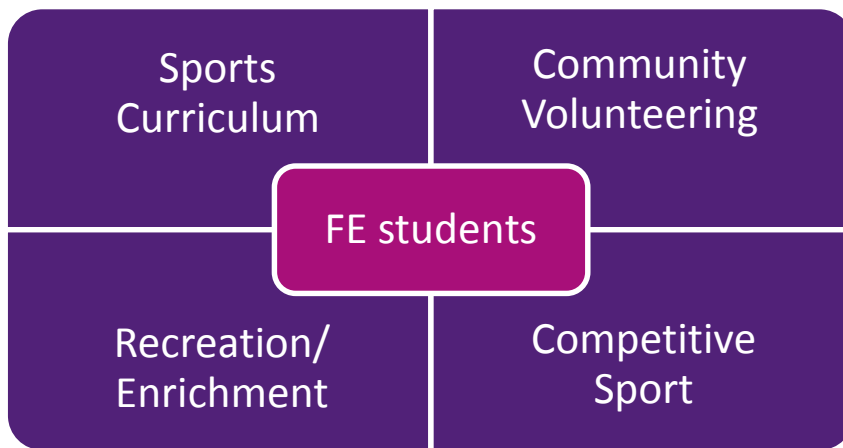 Sports
Curriculum
Community
Volunteering
FE students
Recreation/
Enrichment
Competitive
Sport